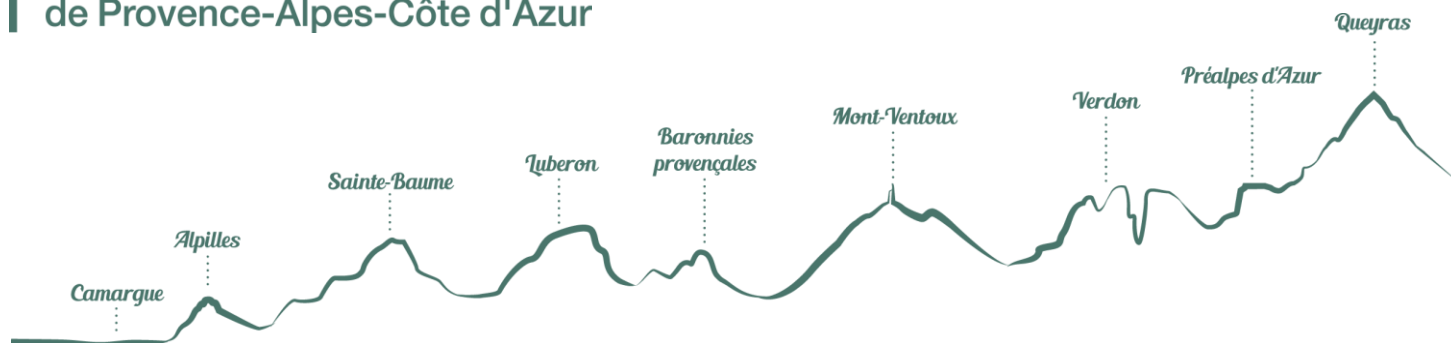 de Provence-Alpes-Côte d'Azur
Queyras
Préalpes d'Azur
Verdon
Mont-Ventoux
Baronnies
provençales
Luberon
Sainte-Baume
Alpilles
Camargue